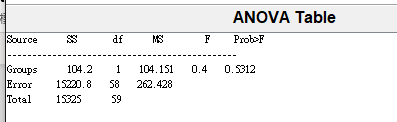 ANOVA Table
Source SS df MS F Prob>F
Groups 104.2 1 104.151 0.4 0.5312
Error 15220.8 58 262.428
Total 15325 59